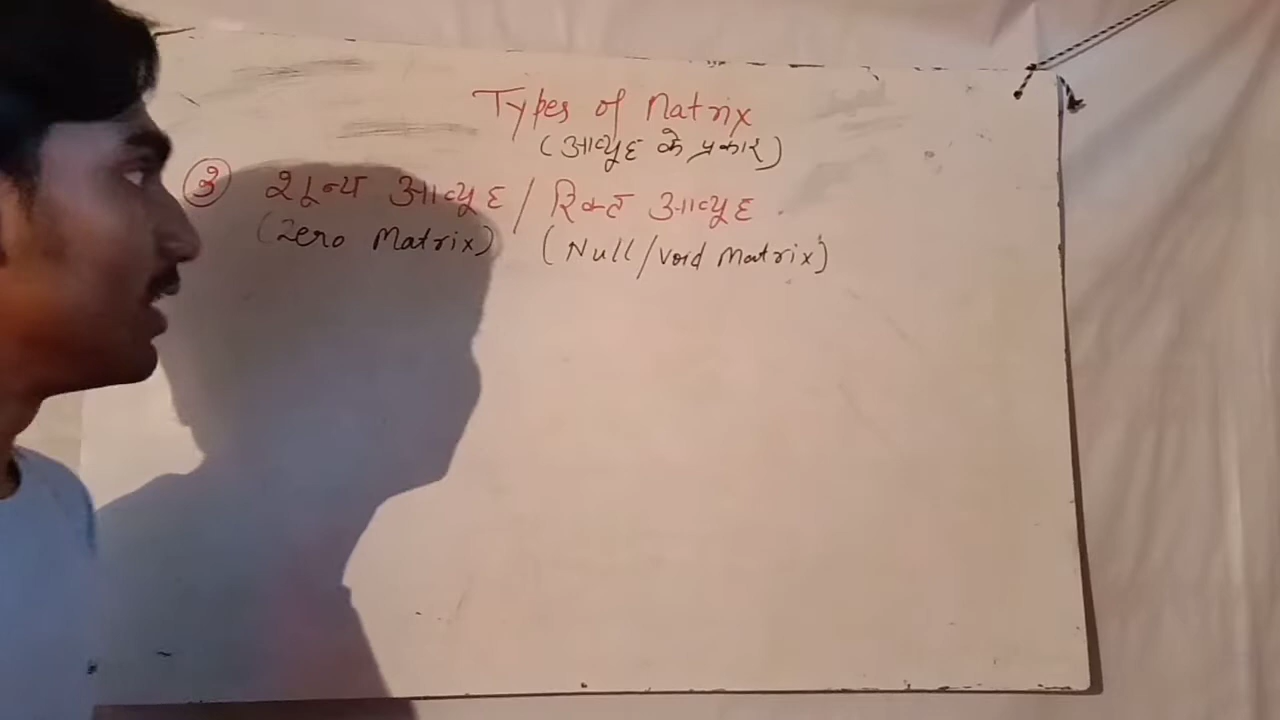 Types of Matrix
(आव्यूह के प्रकार)
③ शून्य आव्यूह / रिक्त आव्यूह
(Zero Matrix) (Null/Void Matrix)